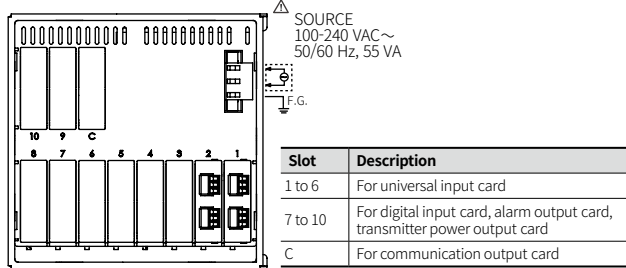 SOURCE
100-240 VAC～
50/60 Hz, 55 VA
F.G.
10 9 C
8 7 6 5 4 3 2 1
Slot Description
1 to 6 For universal input card
7 to 10 For digital input card, alarm output card,
transmitter power output card
C For communication output card